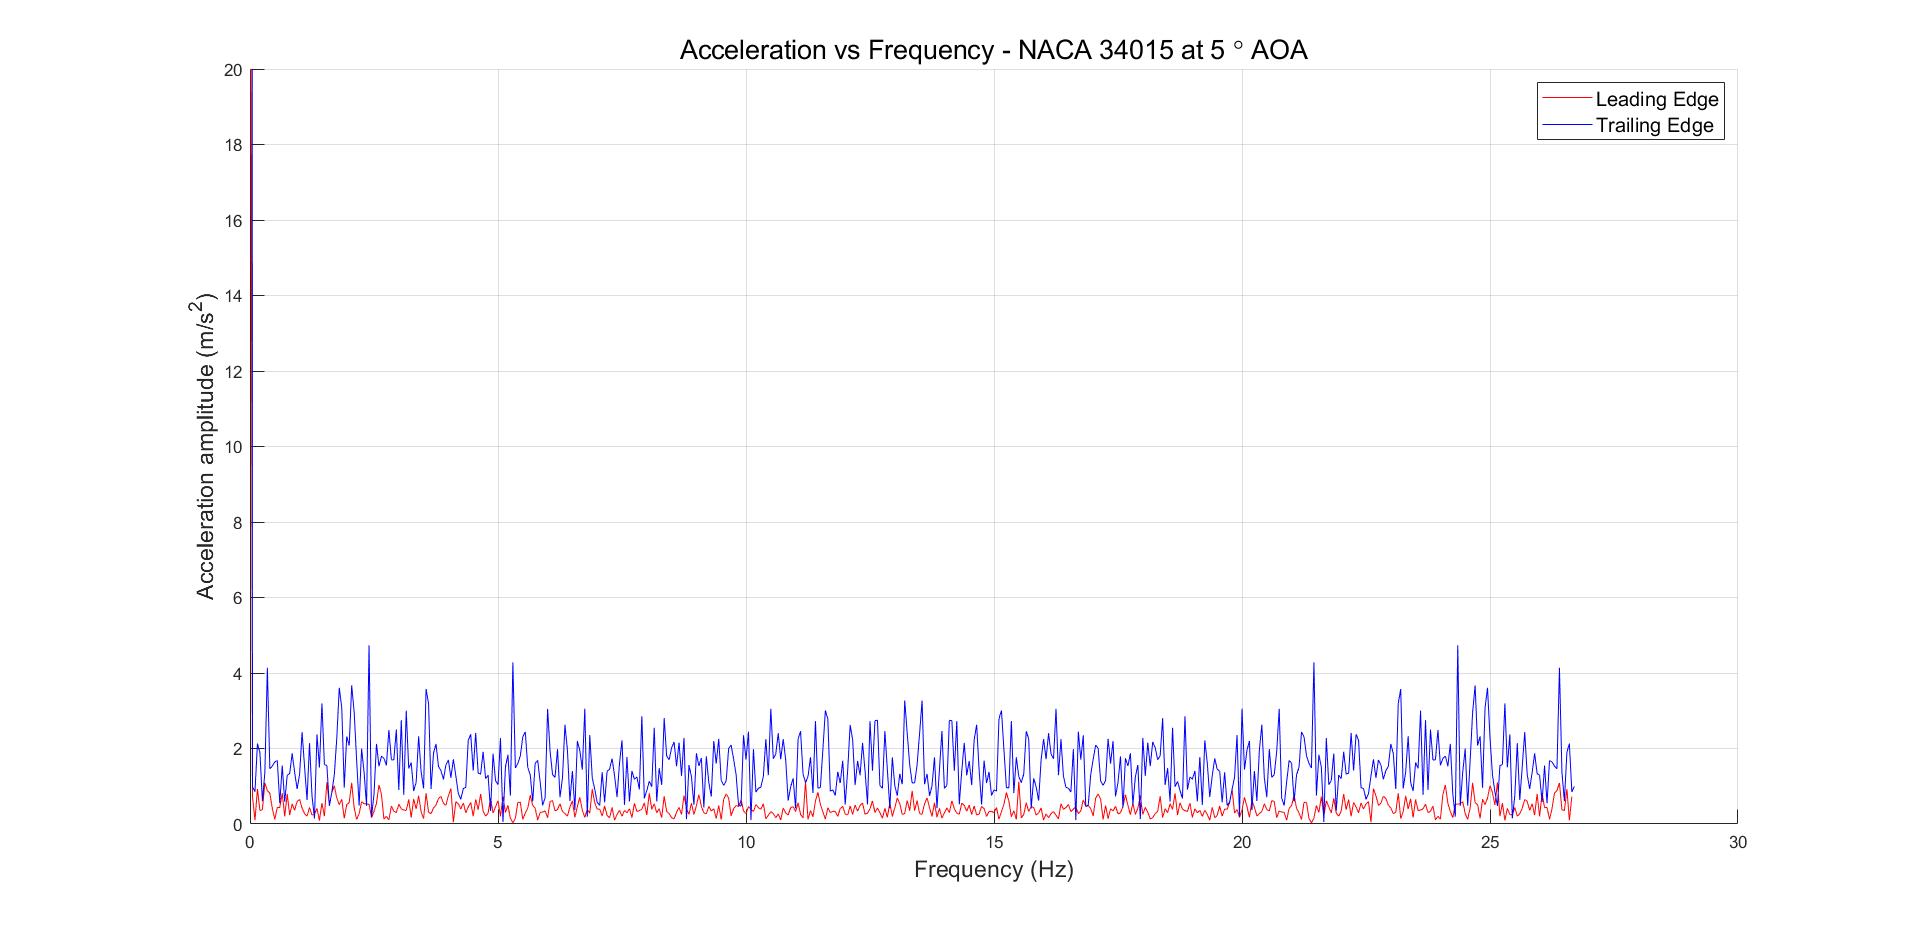 Acceleration vs Frequency - NACA 34015 at 5 ° AOA
Leading Edge
Trailing Edge
Acceleration amplitude (m/s²)
20
18
16
14
12
10
8
6
4
2
0
0 5 10 15 20 25 30
Frequency (Hz)